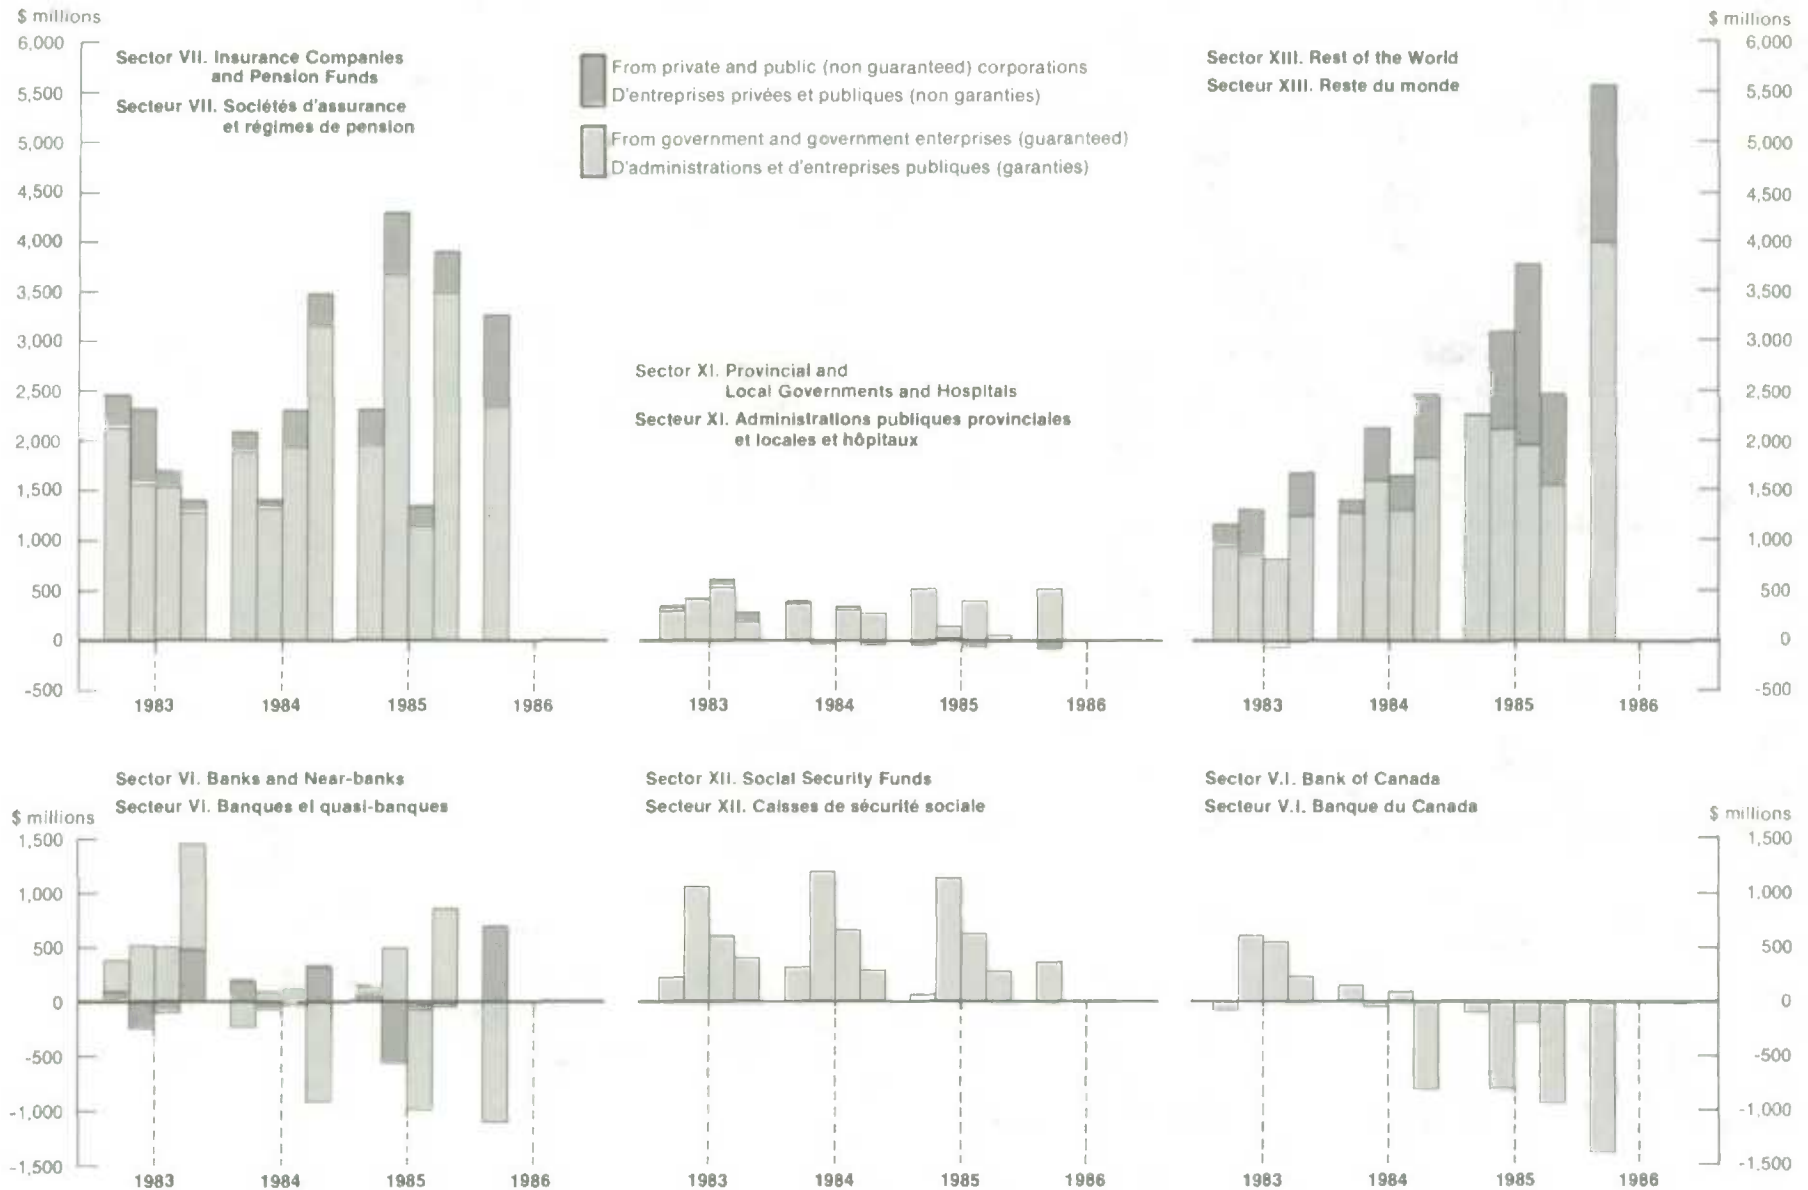 $ millions
6,000
5,500
5,000
4,500
4,000
3,500
3,000
2,500
2,000
1,500
1,000
500
0
-500
Sector VII. Insurance Companies
and Pension Funds
Secteur VII. Sociétés d'assurance
et régimes de pension
1983
1984
1985
1986
From private and public (non guaranteed) corporations
D'entreprises privées et publiques (non garanties)
From government and government enterprises (guaranteed)
D'administrations et d'entreprises publiques (garanties)
Sector XI. Provincial and
Local Governments and Hospitals
Secteur XI. Administrations publiques provinciales
et locales et hôpitaux
1983
1984
1985
1986
Sector XIII. Rest of the World
Secteur XIII. Reste du monde
$ millions
6,000
5,500
5,000
4,500
4,000
3,500
3,000
2,500
2,000
1,500
1,000
500
0
-500
1983
1984
1985
1986
Sector VI. Banks and Near-banks
Secteur VI. Banques et quasi-banques
$ millions
1,500
1,000
500
0
-500
-1,000
-1,500
1983
1984
1985
1986
Sector XII. Social Security Funds
Secteur XII. Caisses de sécurité sociale
1983
1984
1985
1986
Sector V.I. Bank of Canada
Secteur V.I. Banque du Canada
$ millions
1,500
1,000
500
0
-500
-1,000
-1,500
1983
1984
1985
1986